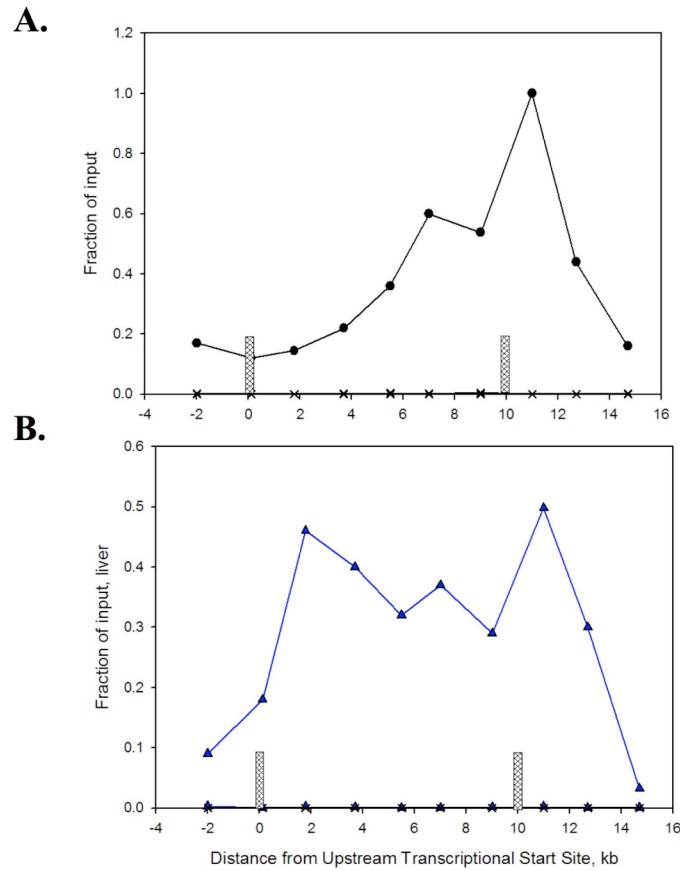 A.
1.2
1.0
0.8
0.6
0.4
0.2
0.0
Fraction of input
-4 -2 0 2 4 6 8 10 12 14 16
B.
0.6
0.5
0.4
0.3
0.2
0.1
0.0
Fraction of input, liver
-4 -2 0 2 4 6 8 10 12 14 16
Distance from Upstream Transcriptional Start Site, kb